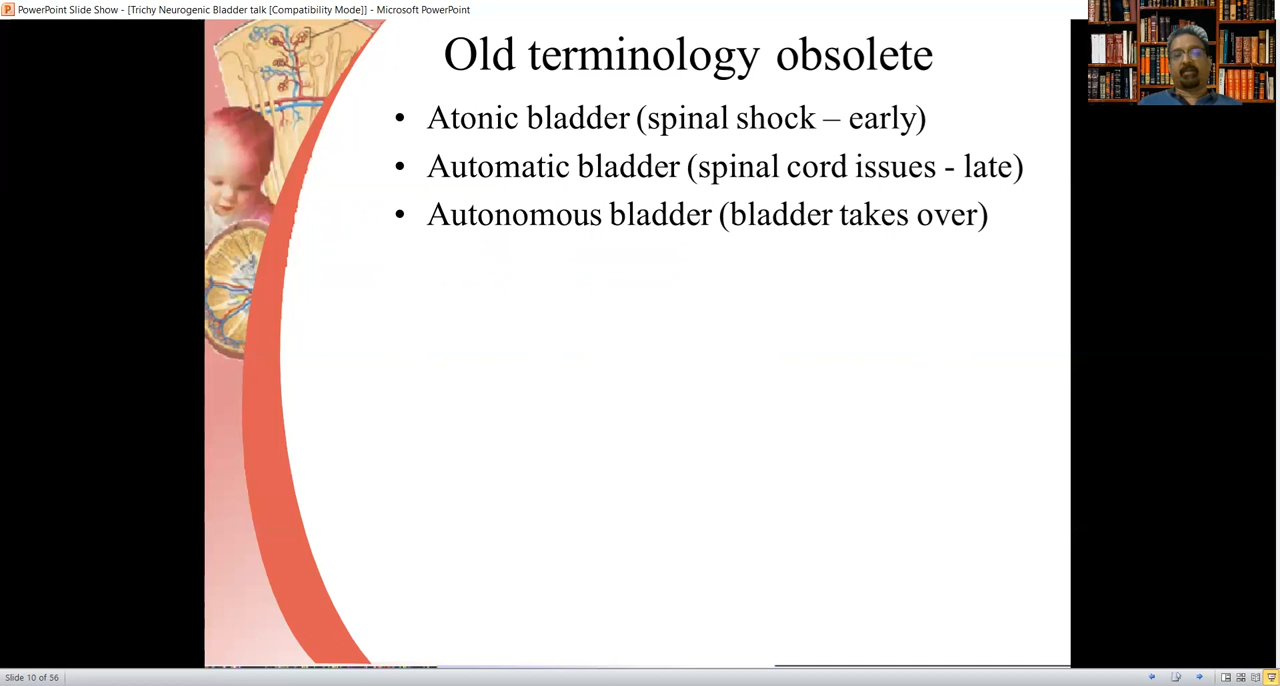 PowerPoint Slide Show - [Trichy Neurogenic Bladder talk [Compatibility Mode]] - Microsoft PowerPoint
Old terminology obsolete
• Atonic bladder (spinal shock – early)
• Automatic bladder (spinal cord issues - late)
• Autonomous bladder (bladder takes over)
Slide 10 of 56